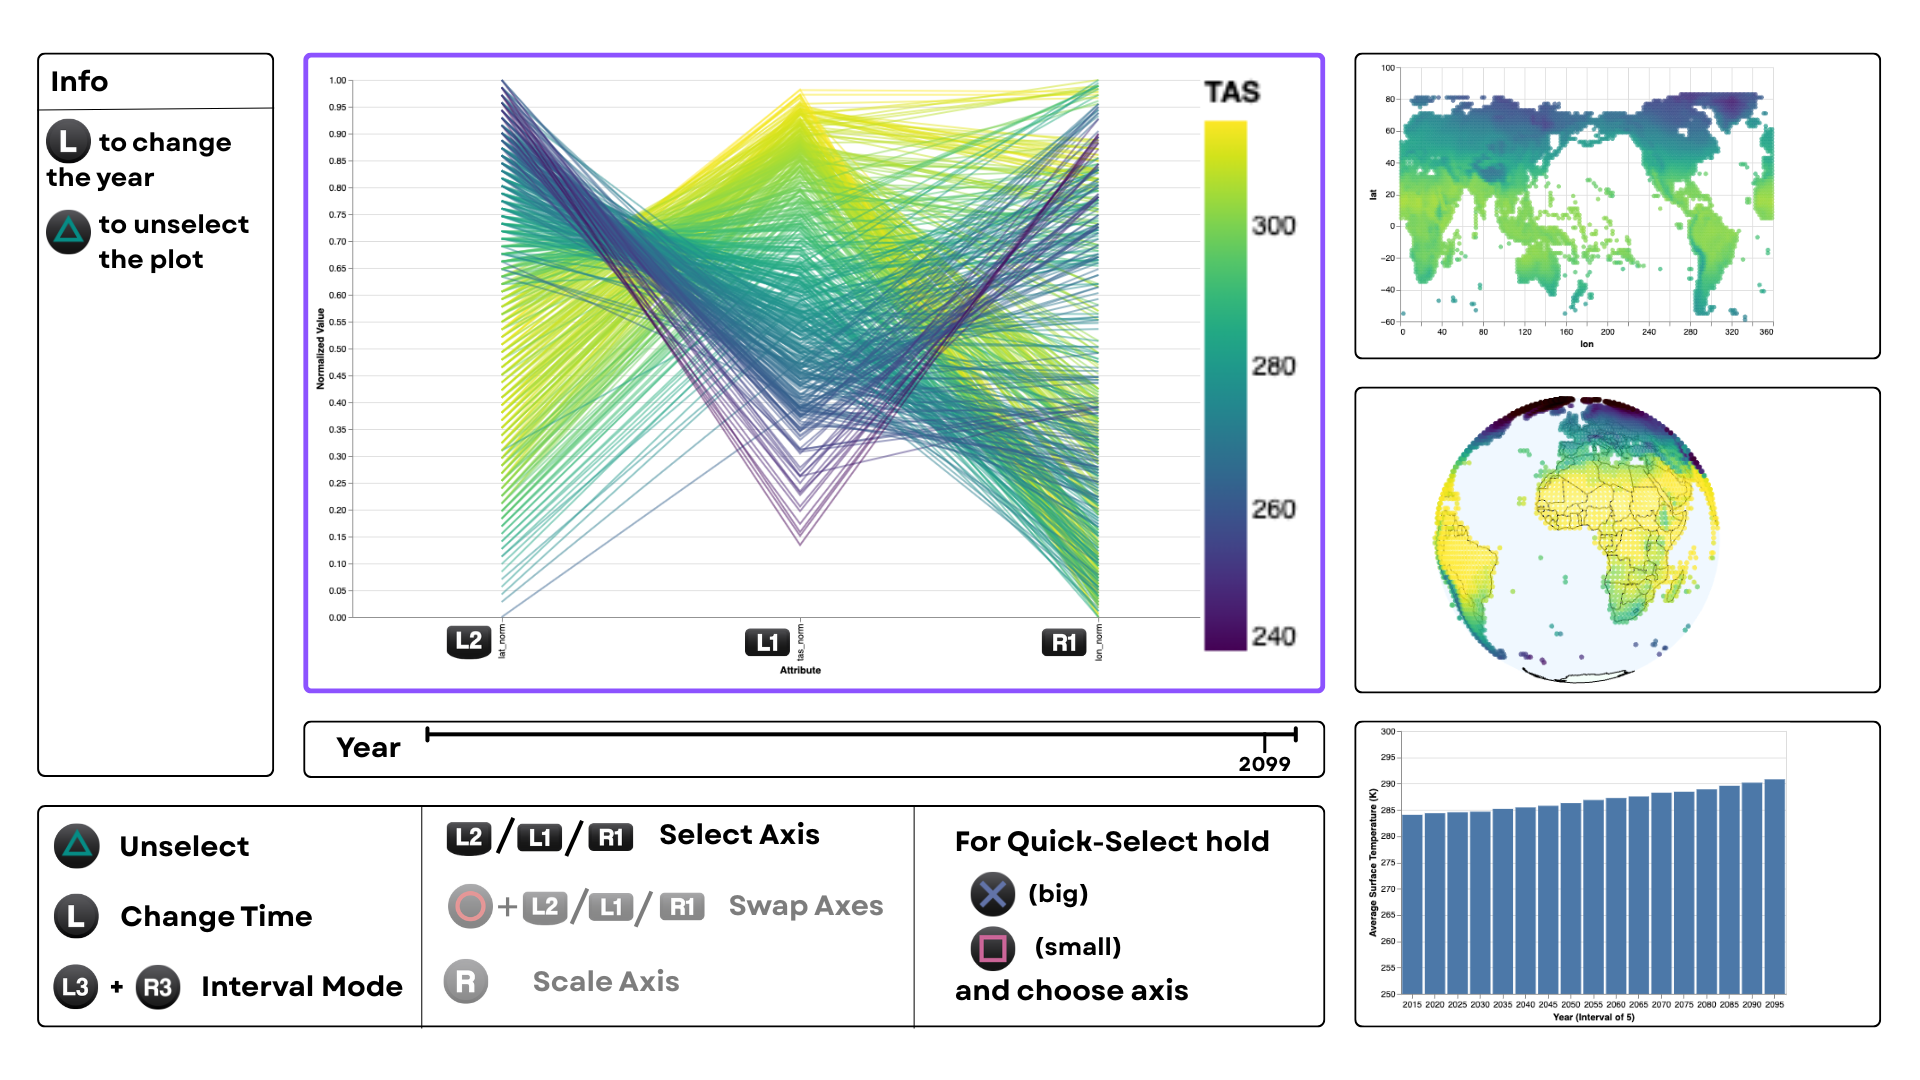 Info
L to change
the year
to unselect
the plot
1.00
0.95
0.90
0.85
0.80
0.75
0.70
0.65
0.60
0.55
0.50
0.45
0.40
0.35
0.30
0.25
0.20
0.15
0.10
0.05
0.00
Normalized Value
L2 lat_norm
L1 tas_norm
R1 lon_norm
Attribute
TAS
300
280
260
240
100
80
60
40
20
0
−20
−40
−60
lat
0 40 80 120 160 200 240 280 320 360
lon
Year
2099
300
295
290
285
280
275
270
265
260
255
250
Average Surface Temperature (K)
2015 2020 2025 2030 2035 2040 2045 2050 2055 2060 2065 2070 2075 2080 2085 2090 2095
Year (Interval of 5)
Unselect
L Change Time
L3 + R3 Interval Mode
L2 / L1 / R1 Select Axis
+ L2 / L1 / R1 Swap Axes
R Scale Axis
For Quick-Select hold
(big)
(small)
and choose axis